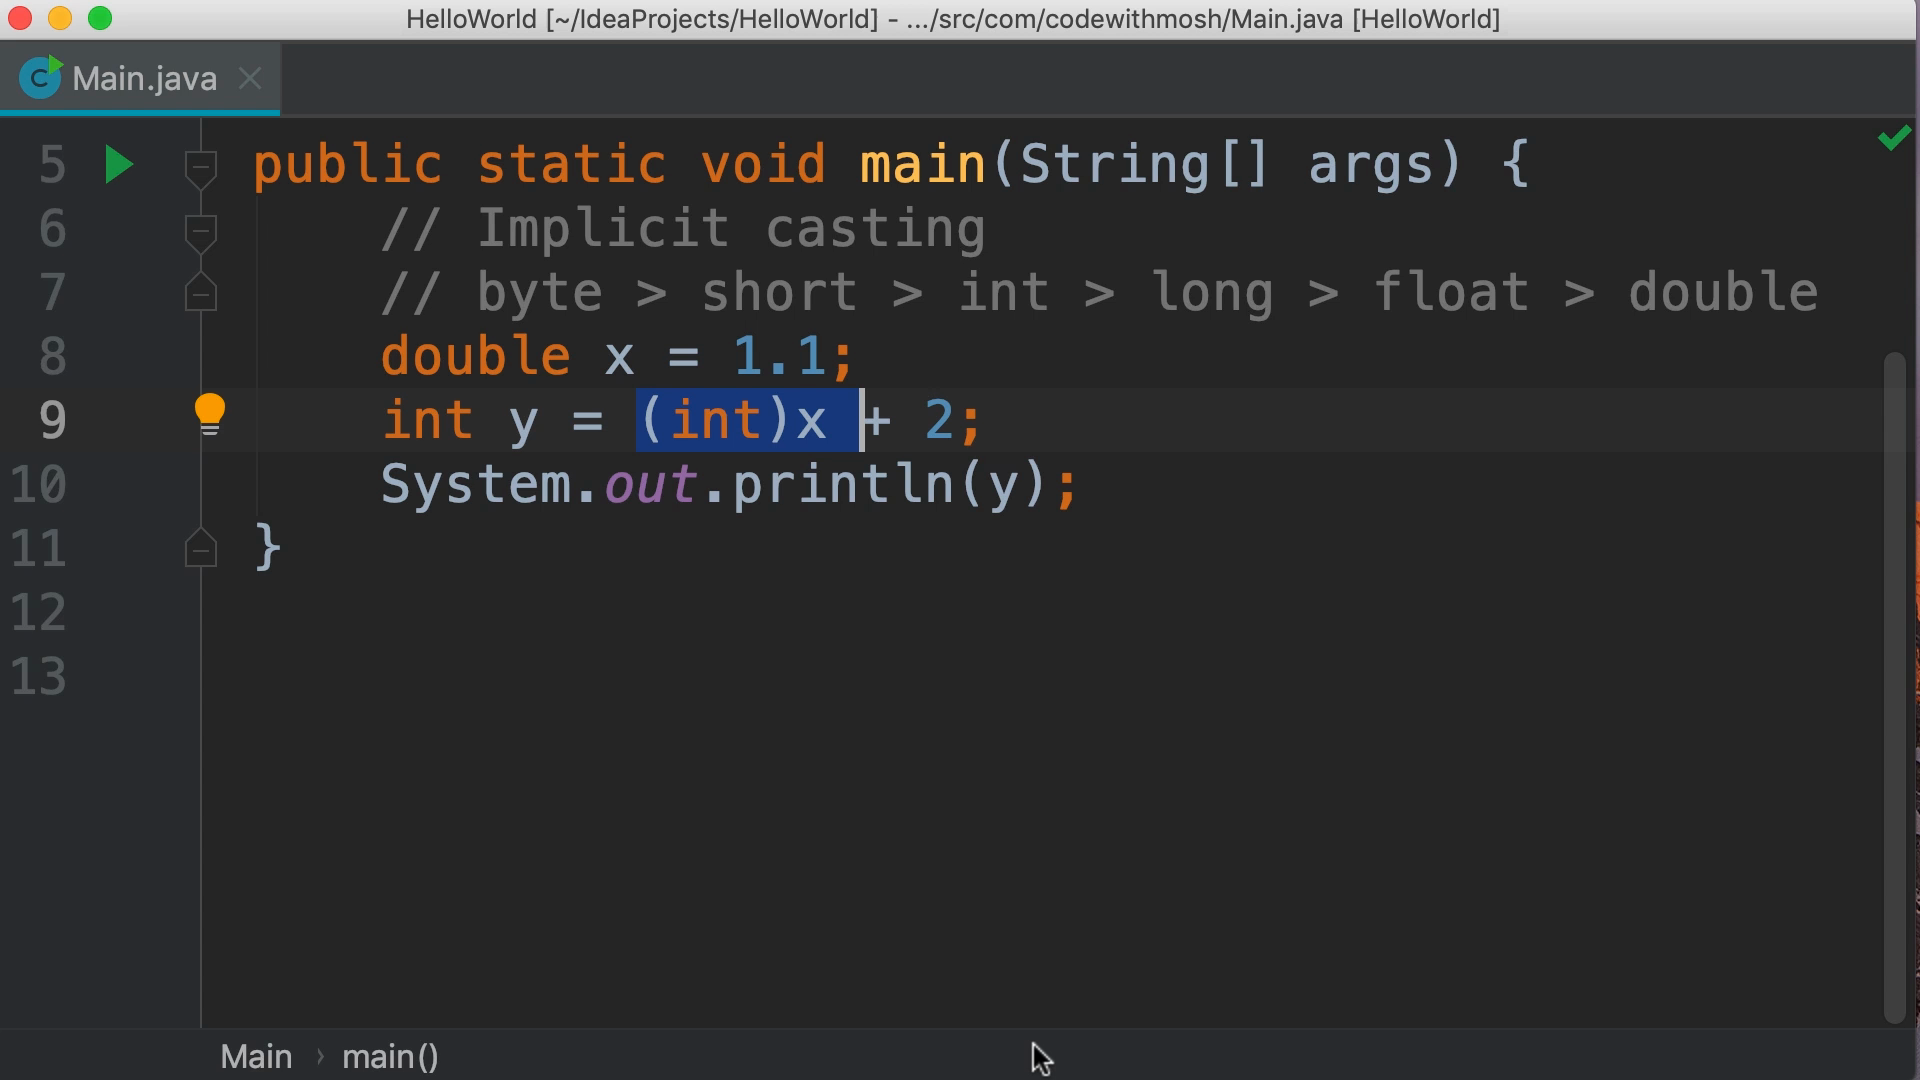 HelloWorld [~/IdeaProjects/HelloWorld] - .../src/com/codewithmosh/Main.java [HelloWorld]
C Main.java
5 public static void main(String[] args) {
6 // Implicit casting
7 // byte > short > int > long > float > double
8 double x = 1.1;
9 int y = (int)x + 2;
10 System.out.println(y);
11 }
12
13
Main › main()